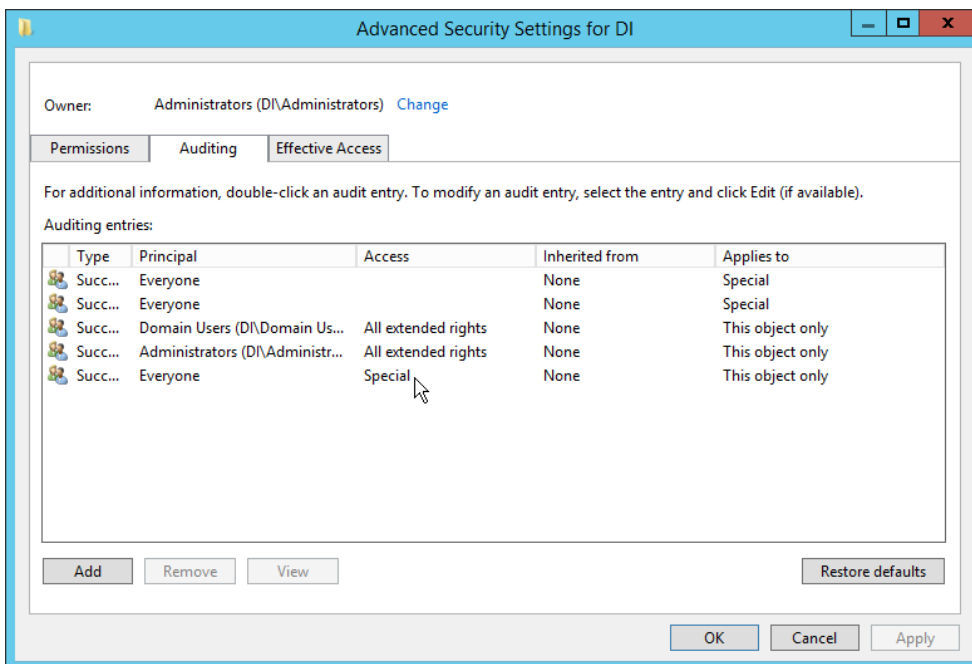 Advanced Security Settings for DI
Owner: Administrators (DI\Administrators) Change
Permissions Auditing Effective Access
For additional information, double-click an audit entry. To modify an audit entry, select the entry and click Edit (if available).
Auditing entries:
Type Principal Access Inherited from Applies to
Succ... Everyone None Special
Succ... Everyone None Special
Succ... Domain Users (DI\Domain Us... All extended rights None This object only
Succ... Administrators (DI\Administr... All extended rights None This object only
Succ... Everyone Special None This object only
Add Remove View Restore defaults
OK Cancel Apply